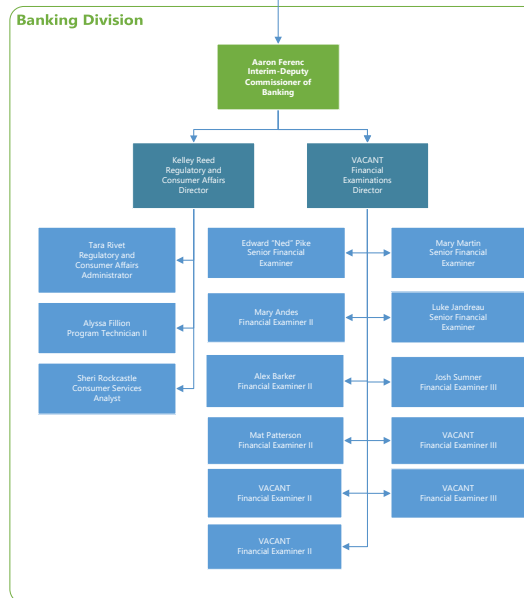 Banking Division
Aaron Ferenc
Interim-Deputy
Commissioner of
Banking
Kelley Reed
Regulatory and
Consumer Affairs
Director
VACANT
Financial
Examinations
Director
Tara Rivet
Regulatory and
Consumer Affairs
Administrator
Alyssa Fillion
Program Technician II
Sheri Rockcastle
Consumer Services
Analyst
Edward "Ned" Pike
Senior Financial
Examiner
Mary Martin
Senior Financial
Examiner
Mary Andes
Financial Examiner II
Luke Jandreau
Senior Financial
Examiner
Alex Barker
Financial Examiner II
Josh Sumner
Financial Examiner III
Mat Patterson
Financial Examiner II
VACANT
Financial Examiner III
VACANT
Financial Examiner II
VACANT
Financial Examiner III
VACANT
Financial Examiner II